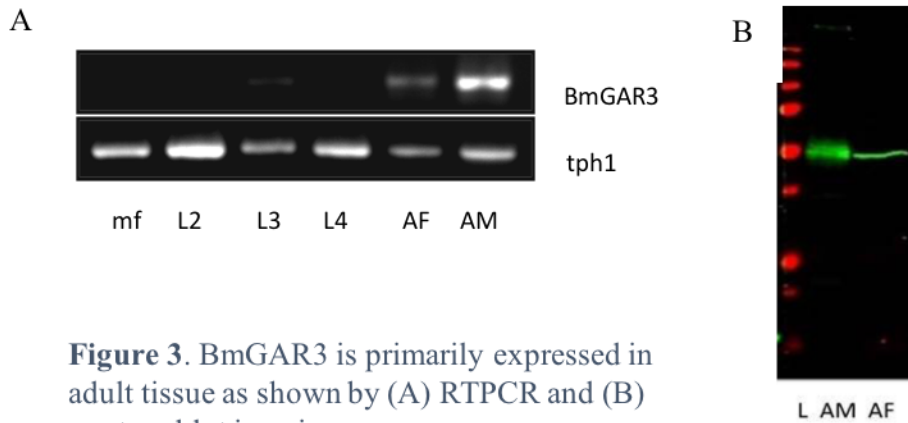 A
B
BmGAR3
tph1
mf L2 L3 L4 AF AM
L AM AF
Figure 3. BmGAR3 is primarily expressed in
adult tissue as shown by (A) RTPCR and (B)